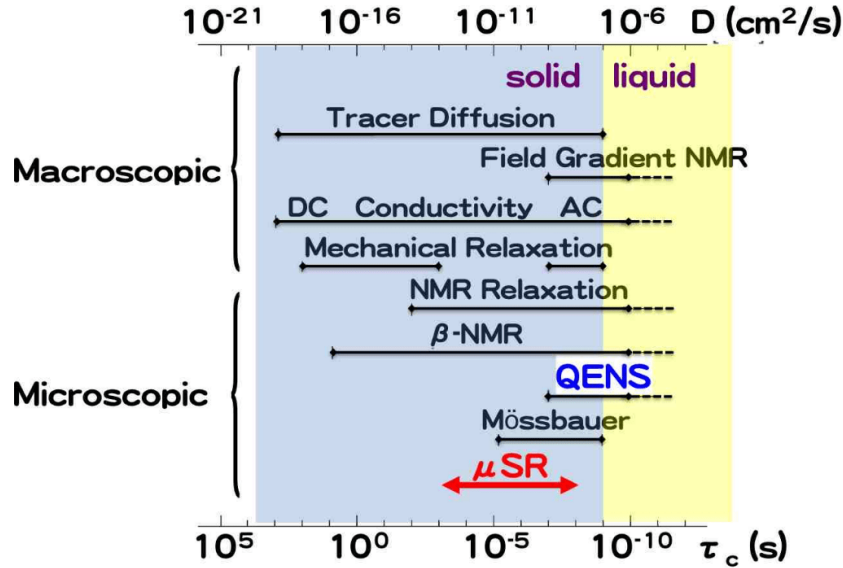 10⁻²¹ 10⁻¹⁶ 10⁻¹¹ 10⁻⁶ D (cm²/s)
solid liquid
Tracer Diffusion
Macroscopic
Field Gradient NMR
DC Conductivity AC
Mechanical Relaxation
NMR Relaxation
β-NMR
Microscopic
QENS
Mössbauer
μSR
10⁵ 10⁰ 10⁻⁵ 10⁻¹⁰ τ_c (s)